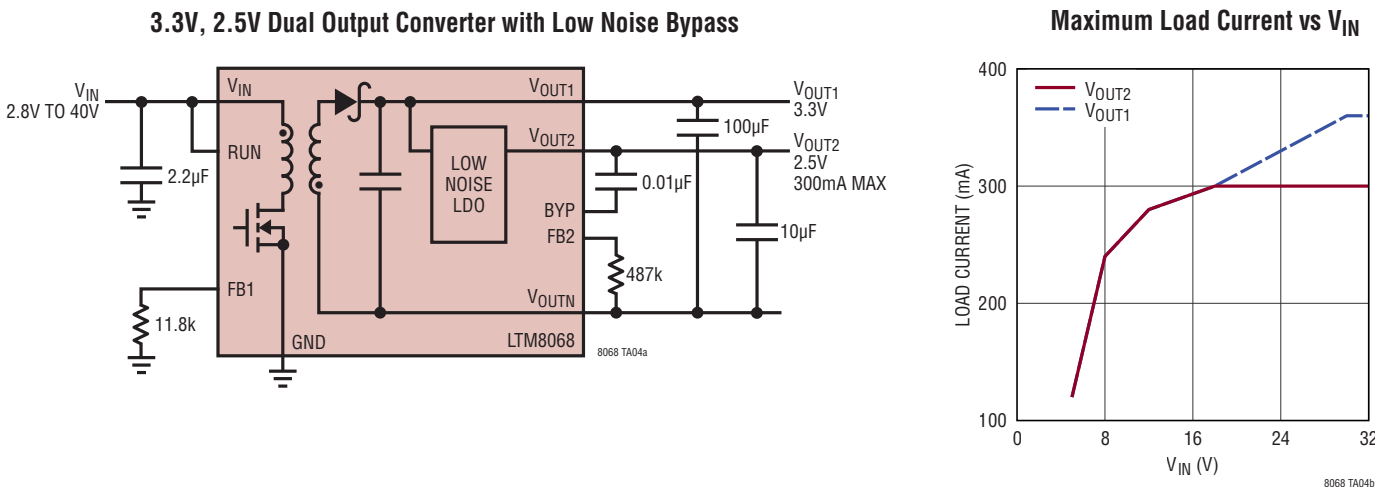 3.3V, 2.5V Dual Output Converter with Low Noise Bypass
VIN
2.8V TO 40V
2.2µF
11.8k
VIN
RUN
FB1
GND
LOW
NOISE
LDO
VOUT1
VOUT2
BYP
FB2
VOUTN
LTM8068
100µF
0.01µF
487k
10µF
VOUT1
3.3V
VOUT2
2.5V
300mA MAX
8068 TA04a
Maximum Load Current vs VIN
LOAD CURRENT (mA)
400
300
200
100
VOUT2
VOUT1
0
8
16
24
32
VIN (V)
8068 TA04b